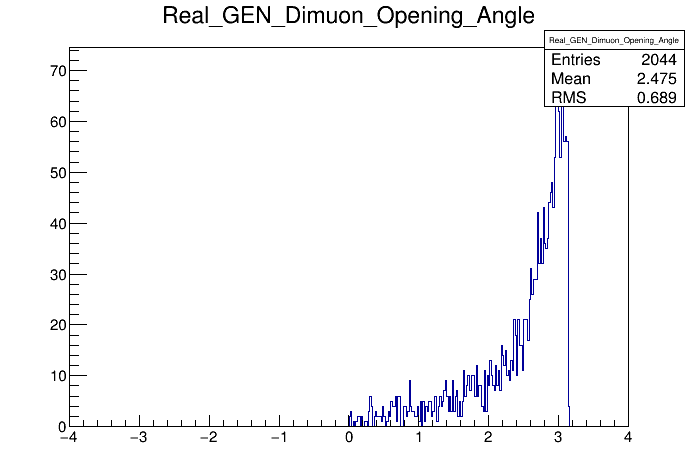 Real_GEN_Dimuon_Opening_Angle
Real_GEN_Dimuon_Opening_Angle
Entries 2044
Mean 2.475
RMS 0.689
70
60
50
40
30
20
10
0
−4 −3 −2 −1 0 1 2 3 4